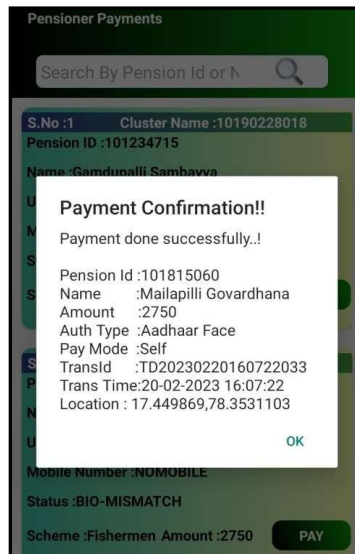 Pensioner Payments
Search By Pension Id or N
S.No :1 Cluster Name :10190228018
Pension ID :101234715
Name :Gamdupalli Sambayya
Payment Confirmation!!
Payment done successfully..!
Pension Id :101815060
Name :Mailapilli Govardhana
Amount :2750
Auth Type :Aadhaar Face
Pay Mode :Self
TransId :TD20230220160722033
Trans Time:20-02-2023 16:07:22
Location : 17.449869,78.3531103
OK
Mobile Number :NOMOBILE
Status :BIO-MISMATCH
Scheme :Fishermen Amount :2750 PAY